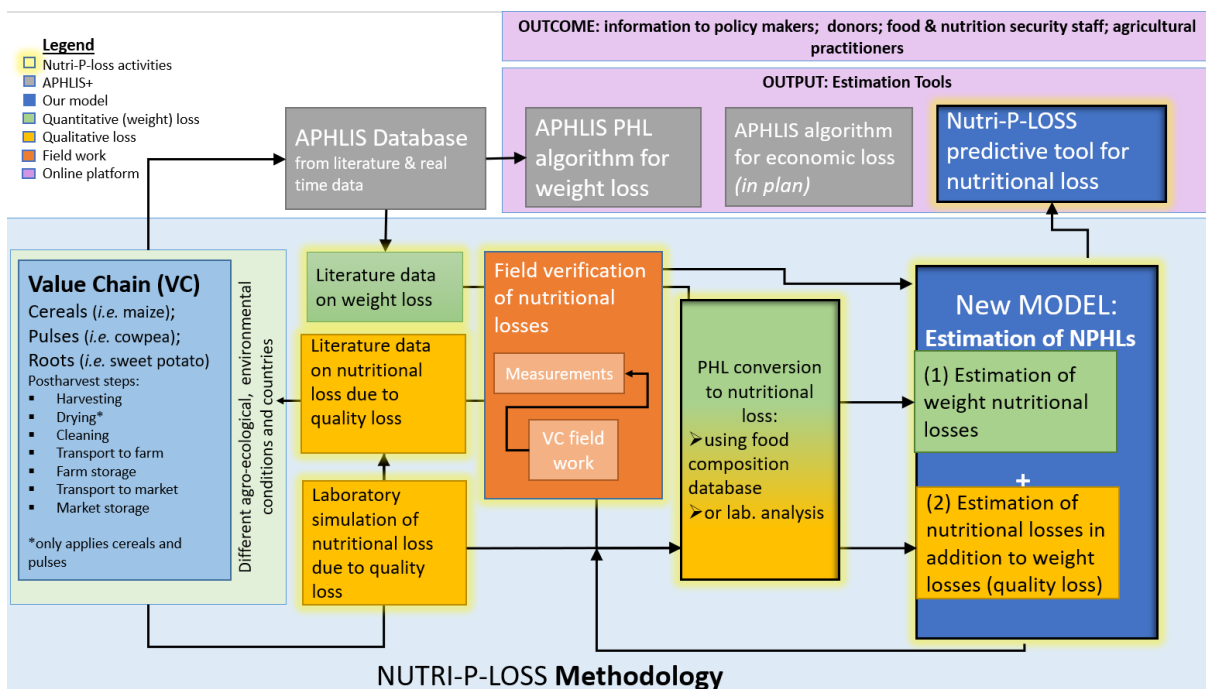 Legend
Nutri-P-loss activities
APHLIS+
Our model
Quantitative (weight) loss
Qualitative loss
Field work
Online platform
OUTCOME: information to policy makers; donors; food & nutrition security staff; agricultural
practitioners
OUTPUT: Estimation Tools
APHLIS Database
from literature & real
time data
APHLIS PHL
algorithm for
weight loss
APHLIS algorithm
for economic loss
(in plan)
Nutri-P-LOSS
predictive tool for
nutritional loss
Value Chain (VC)
Cereals (i.e. maize);
Pulses (i.e. cowpea);
Roots (i.e. sweet potato)
Postharvest steps:
▪ Harvesting
▪ Drying*
▪ Cleaning
▪ Transport to farm
▪ Farm storage
▪ Transport to market
▪ Market storage
*only applies cereals and
pulses
Different agro-ecological, environmental
conditions and countries
Literature data
on weight loss
Literature data
on nutritional
loss due to
quality loss
Laboratory
simulation of
nutritional loss
due to quality
loss
Field verification
of nutritional
losses
Measurements
VC field
work
PHL conversion
to nutritional
loss:
➢using food
composition
database
➢or lab. analysis
New MODEL:
Estimation of NPHLs
(1) Estimation of
weight nutritional
losses
+
(2) Estimation of
nutritional losses in
addition to weight
losses (quality loss)
NUTRI-P-LOSS Methodology